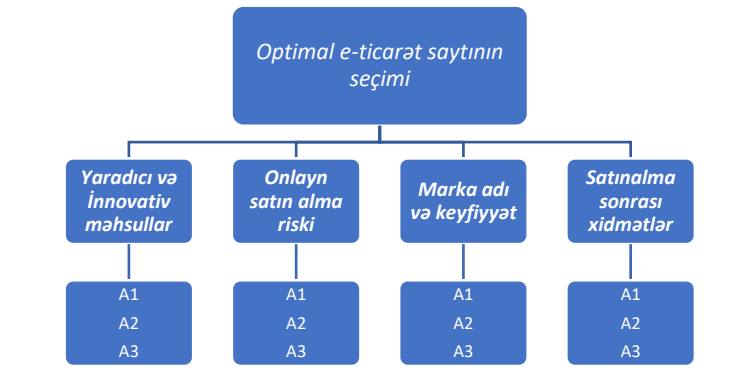 Optimal e-ticarət saytının
seçimi
Yaradıcı və
İnnovativ
məhsullar
Onlayn
satın alma
riski
Marka adı
və keyfiyyət
Satınalma
sonrası
xidmətlər
A1
A2
A3
A1
A2
A3
A1
A2
A3
A1
A2
A3